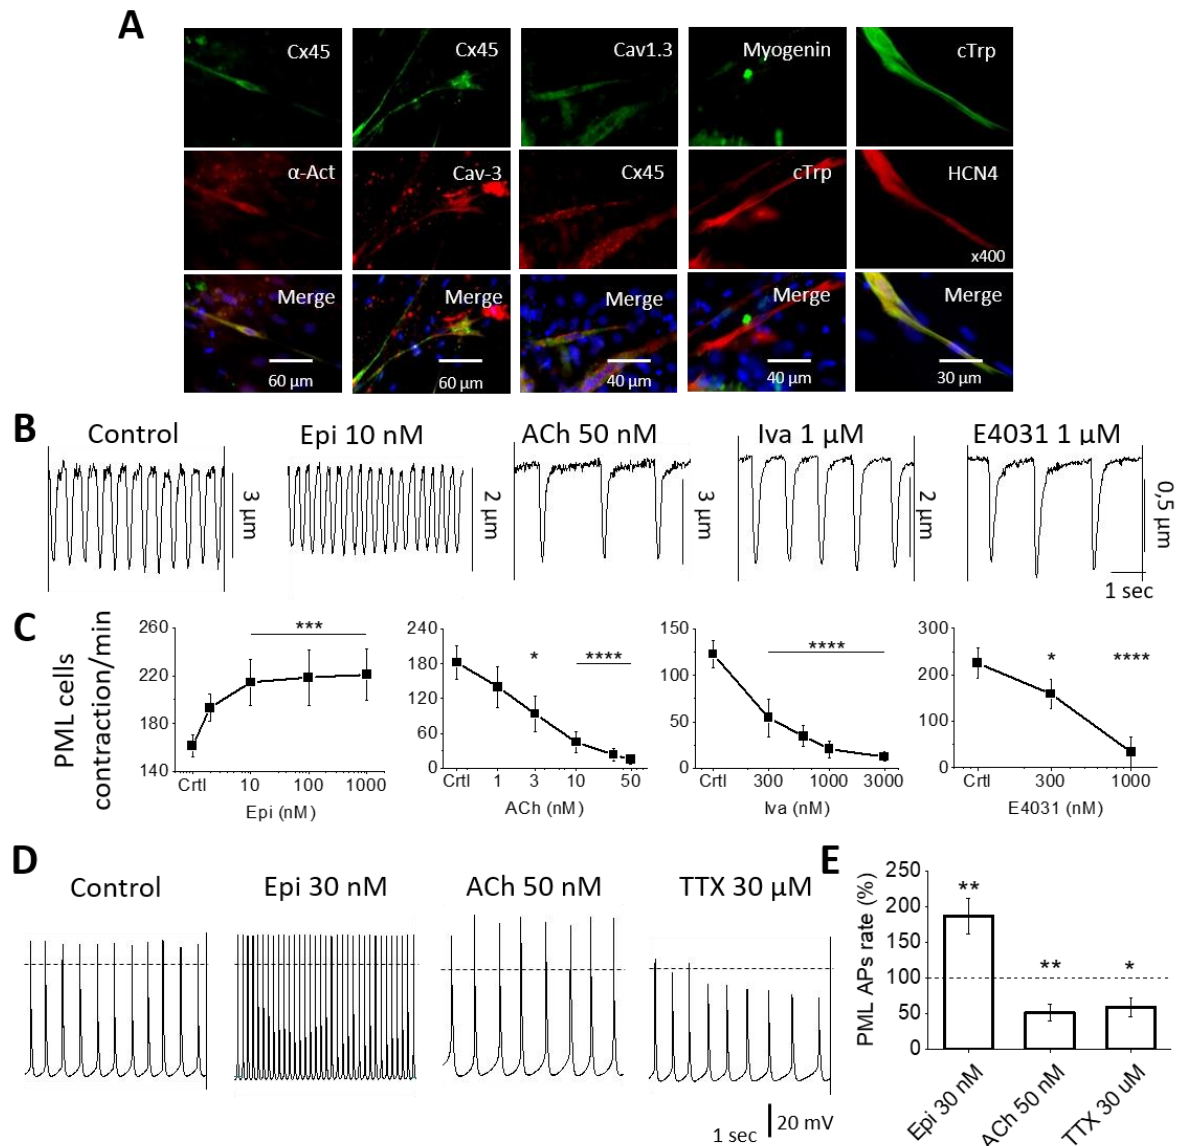 A
Cx45
Cx45
Cav1.3
Myogenin
cTrp
α-Act
Cav-3
Cx45
cTrp
HCN4
x400
Merge
Merge
Merge
Merge
Merge
60 µm
60 µm
40 µm
40 µm
30 µm
B
Control
Epi 10 nM
ACh 50 nM
Iva 1 µM
E4031 1 µM
3 µm
2 µm
3 µm
2 µm
0,5 µm
1 sec
C
PML cells
contraction/min
260
220
180
140
***
Crtl
10
100
1000
Epi (nM)
240
180
120
60
0
*
****
Crtl
1
3
10
50
ACh (nM)
150
100
50
0
****
Crtl
300
1000
3000
Iva (nM)
300
200
100
0
*
****
Crtl
300
1000
E4031 (nM)
D
Control
Epi 30 nM
ACh 50 nM
TTX 30 µM
1 sec
20 mV
E
PML APs rate (%)
250
200
150
100
50
0
**
**
*
Epi 30 nM
ACh 50 nM
TTX 30 uM